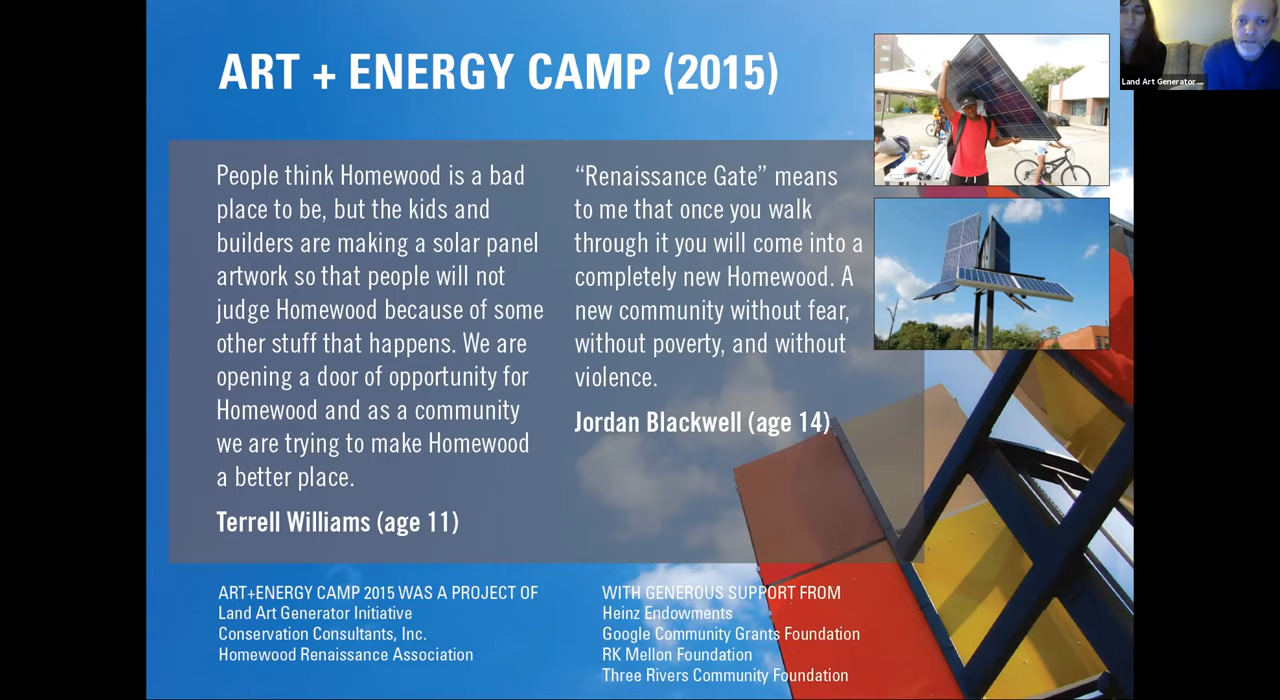 ART + ENERGY CAMP (2015)
People think Homewood is a bad
place to be, but the kids and
builders are making a solar panel
artwork so that people will not
judge Homewood because of some
other stuff that happens. We are
opening a door of opportunity for
Homewood and as a community
we are trying to make Homewood
a better place.
Terrell Williams (age 11)
“Renaissance Gate” means
to me that once you walk
through it you will come into a
completely new Homewood. A
new community without fear,
without poverty, and without
violence.
Jordan Blackwell (age 14)
ART+ENERGY CAMP 2015 WAS A PROJECT OF
Land Art Generator Initiative
Conservation Consultants, Inc.
Homewood Renaissance Association
WITH GENEROUS SUPPORT FROM
Heinz Endowments
Google Community Grants Foundation
RK Mellon Foundation
Three Rivers Community Foundation
Land Art Generator ...